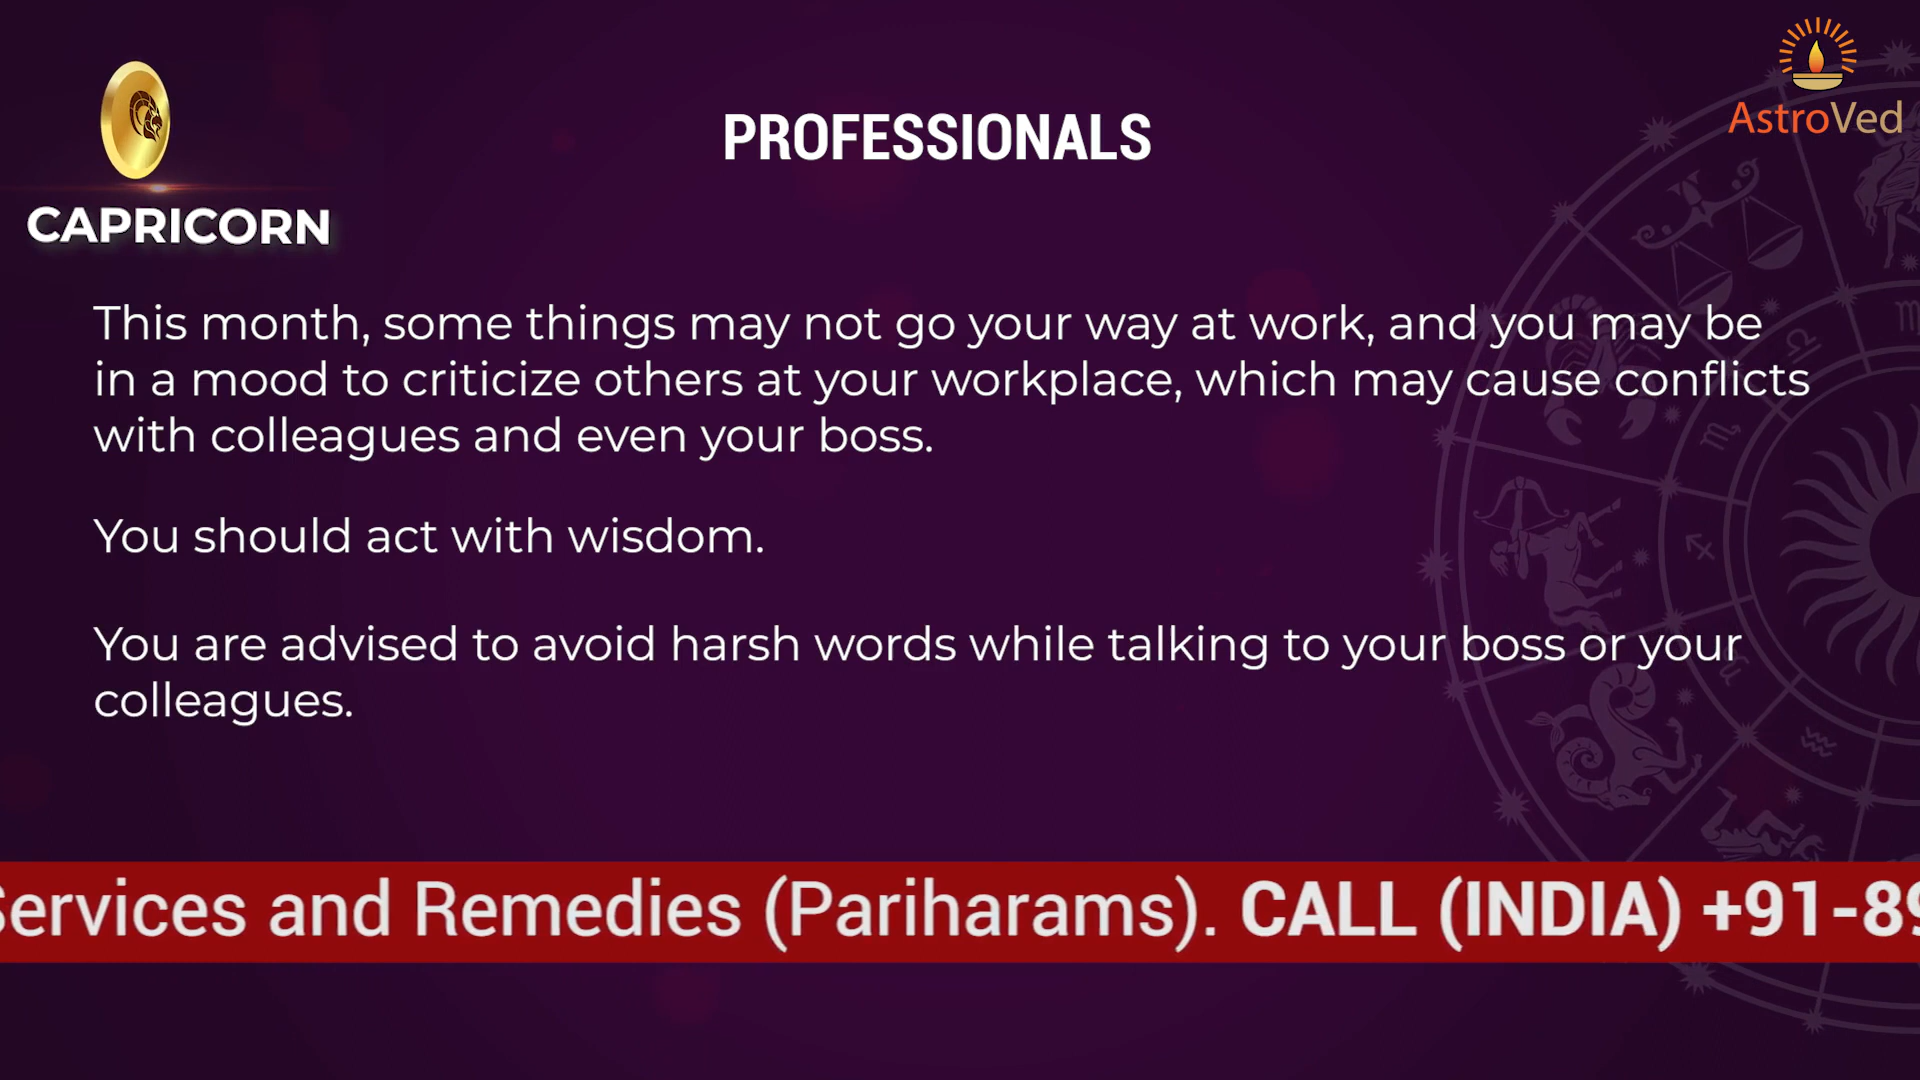 AstroVed
PROFESSIONALS
CAPRICORN
This month, some things may not go your way at work, and you may be
in a mood to criticize others at your workplace, which may cause conflicts
with colleagues and even your boss.
You should act with wisdom.
You are advised to avoid harsh words while talking to your boss or your
colleagues.
Services and Remedies (Pariharams). CALL (INDIA) +91-89